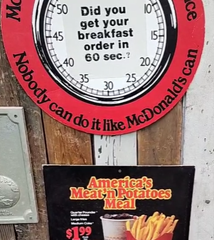 Nobody can do it like McDonald's can
Did you
get your
breakfast
order in
60 sec.?
50
45
40
35
30
25
20
15
10
America's
Meat n Potatoes
Meal
$1.99